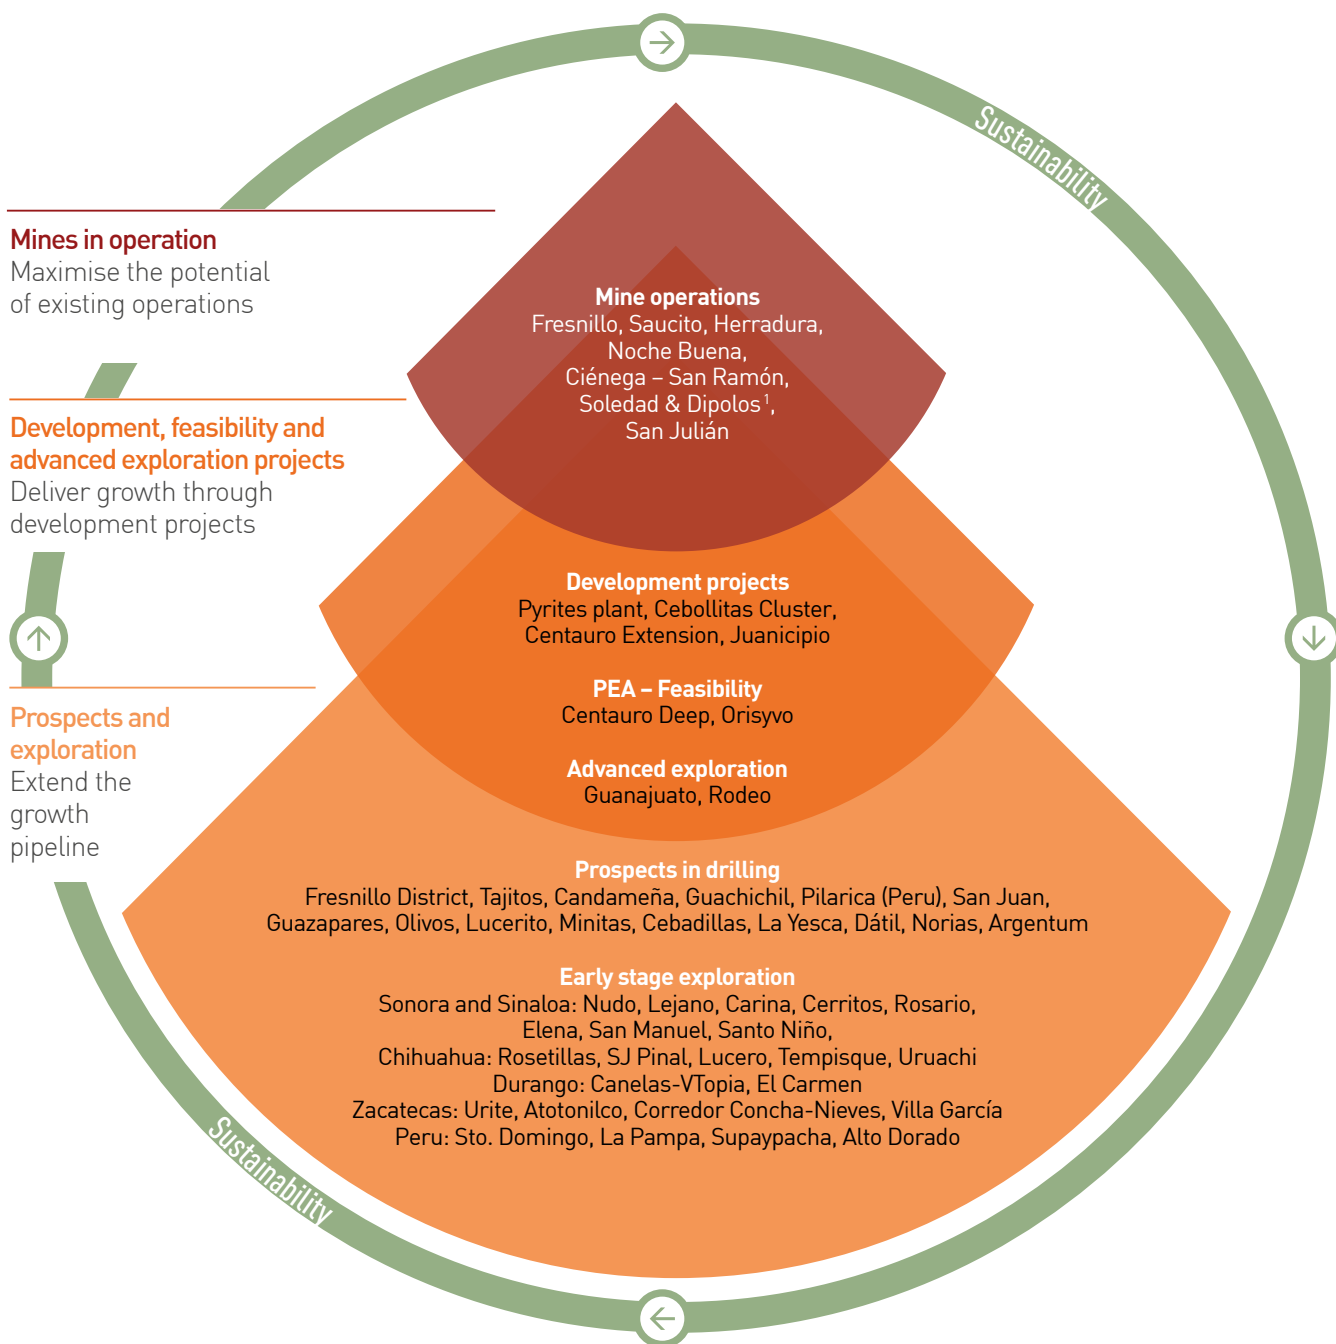 Sustainability
Mines in operation
Maximise the potential
of existing operations
Development, feasibility and
advanced exploration projects
Deliver growth through
development projects
Prospects and
exploration
Extend the
growth
pipeline
Mine operations
Fresnillo, Saucito, Herradura,
Noche Buena,
Ciénega – San Ramón,
Soledad & Dipolos¹,
San Julián
Development projects
Pyrites plant, Cebollitas Cluster,
Centauro Extension, Juanicipio
PEA – Feasibility
Centauro Deep, Orisyvo
Advanced exploration
Guanajuato, Rodeo
Prospects in drilling
Fresnillo District, Tajitos, Candameña, Guachichil, Pilarica (Peru), San Juan,
Guazapares, Olivos, Lucerito, Minitas, Cebadillas, La Yesca, Dátil, Norias, Argentum
Early stage exploration
Sonora and Sinaloa: Nudo, Lejano, Carina, Cerritos, Rosario,
Elena, San Manuel, Santo Niño,
Chihuahua: Rosetillas, SJ Pinal, Lucero, Tempisque, Uruachi
Durango: Canelas-VTopia, El Carmen
Zacatecas: Urite, Atotonilco, Corredor Concha-Nieves, Villa García
Peru: Sto. Domingo, La Pampa, Supaypacha, Alto Dorado
Sustainability